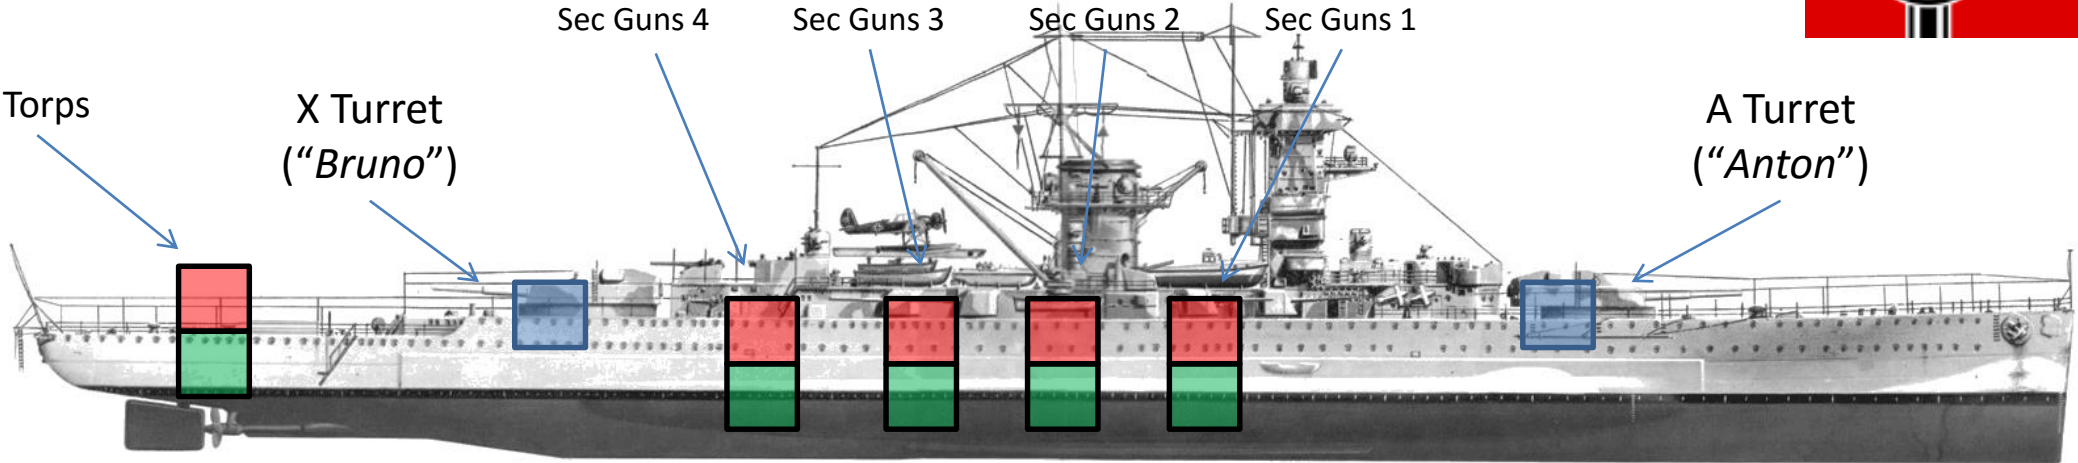 Sec Guns 4
Sec Guns 3
Sec Guns 2
Sec Guns 1
Torps
X Turret
(“Bruno”)
A Turret
(“Anton”)